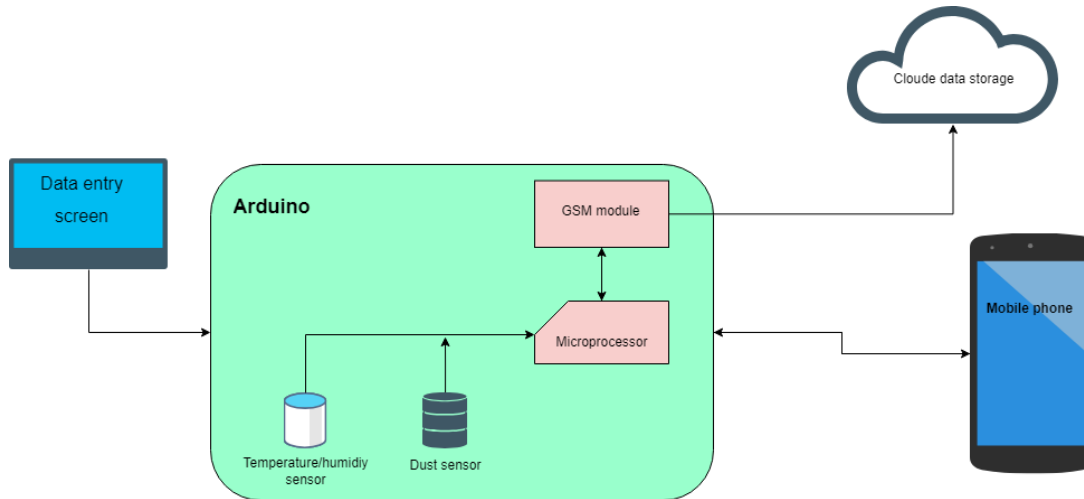 Cloude data storage
Data entry
screen
Arduino
GSM module
Mobile phone
Microprocessor
Temperature/humidiy
sensor
Dust sensor